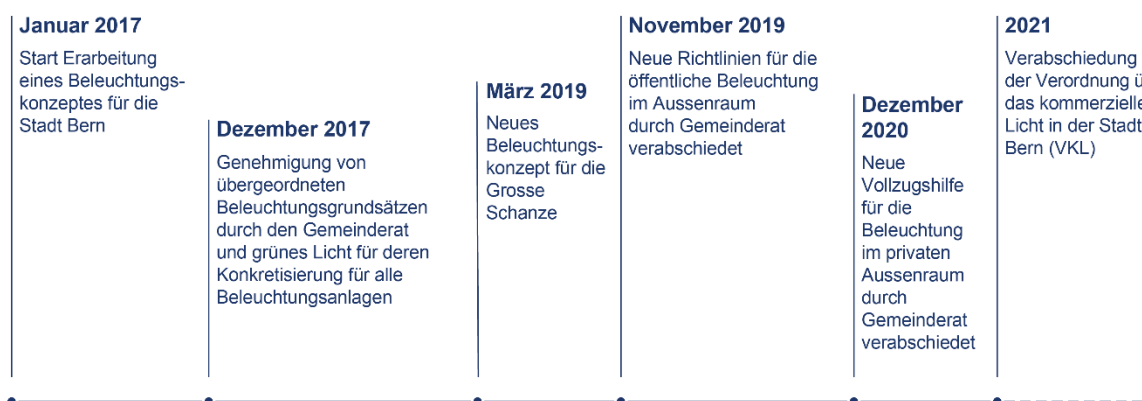 Januar 2017
Start Erarbeitung
eines Beleuchtungs-
konzeptes für die
Stadt Bern
Dezember 2017
Genehmigung von
übergeordneten
Beleuchtungsgrundsätzen
durch den Gemeinderat
und grünes Licht für deren
Konkretisierung für alle
Beleuchtungsanlagen
März 2019
Neues
Beleuchtungs-
konzept für die
Grosse
Schanze
November 2019
Neue Richtlinien für die
öffentliche Beleuchtung
im Aussenraum
durch Gemeinderat
verabschiedet
Dezember
2020
Neue
Vollzugshilfe
für die
Beleuchtung
im privaten
Aussenraum
durch
Gemeinderat
verabschiedet
2021
Verabschiedung
der Verordnung
das kommerzielle
Licht in der Stadt
Bern (VKL)